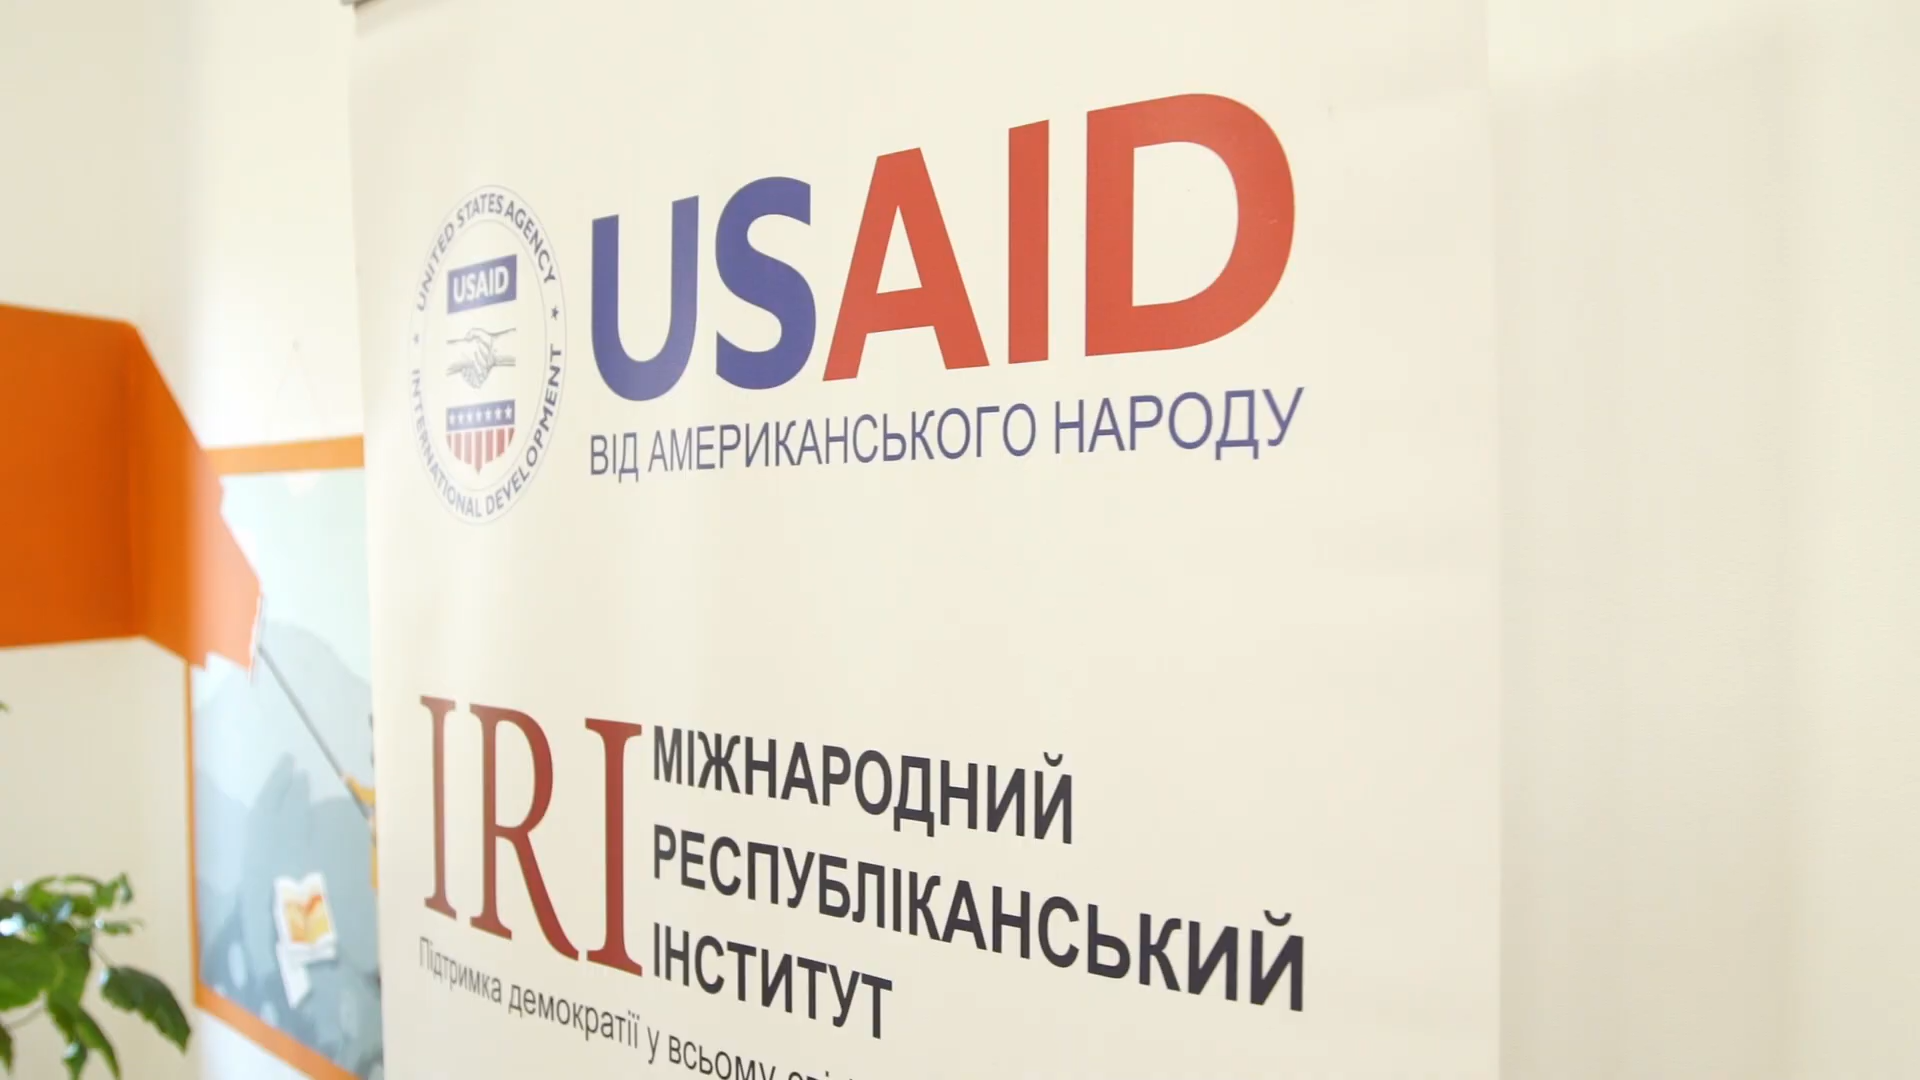 UNITED STATES AGENCY
USAID
INTERNATIONAL DEVELOPMENT
USAID
ВІД АМЕРИКАНСЬКОГО НАРОДУ
IRI
МІЖНАРОДНИЙ
РЕСПУБЛІКАНСЬКИЙ
ІНСТИТУТ
Підтримка демократії у всьому